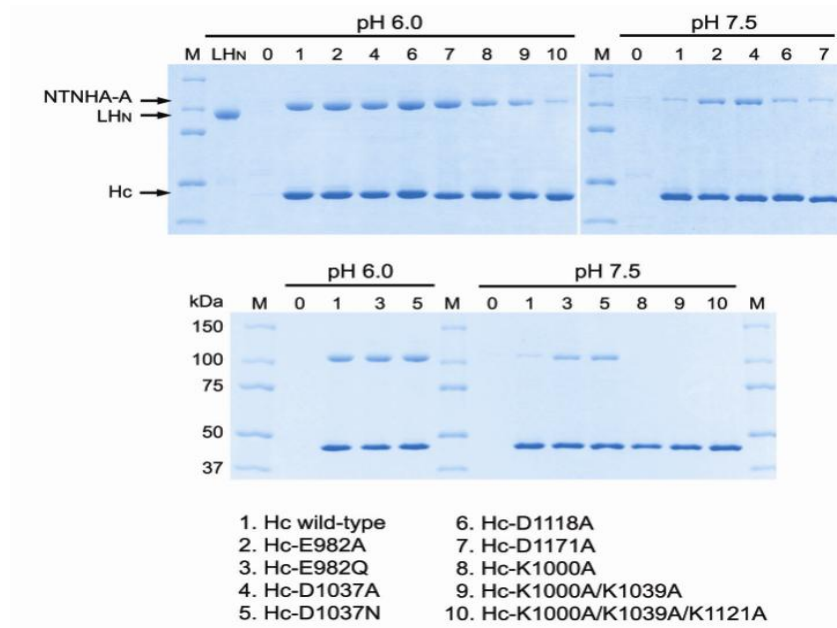 pH 6.0 pH 7.5
M LHN 0 1 2 4 6 7 8 9 10 M 0 1 2 4 6 7
NTNHA-A
LHN
Hc
pH 6.0 pH 7.5
kDa M 0 1 3 5 M 0 1 3 5 8 9 10 M
150
100
75
50
37
1. Hc wild-type
2. Hc-E982A
3. Hc-E982Q
4. Hc-D1037A
5. Hc-D1037N
6. Hc-D1118A
7. Hc-D1171A
8. Hc-K1000A
9. Hc-K1000A/K1039A
10. Hc-K1000A/K1039A/K1121A